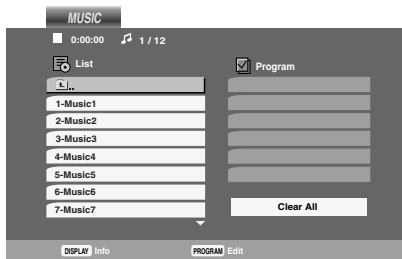 MUSIC
0:00:00 1 / 12
List
Program
..
1-Music1
2-Music2
3-Music3
4-Music4
5-Music5
6-Music6
7-Music7
Clear All
DISPLAY Info PROGRAM Edit